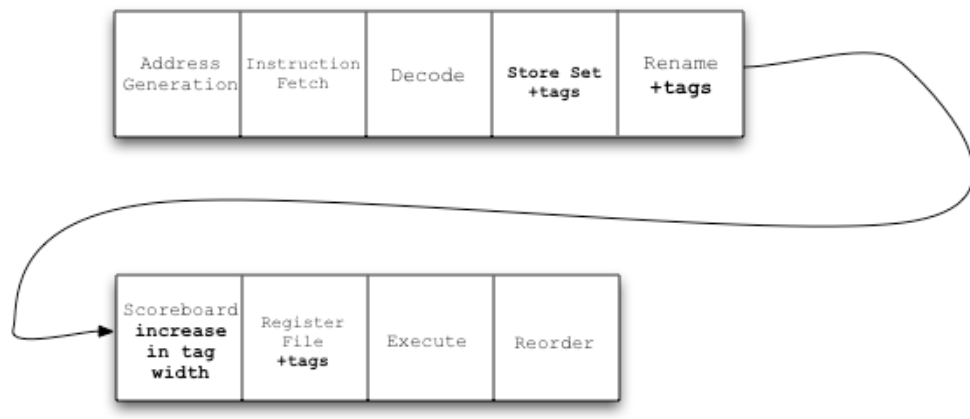 Address
Generation
Instruction
Fetch
Decode
Store Set
+tags
Rename
+tags
Scoreboard
increase
in tag
width
Register
File
+tags
Execute
Reorder